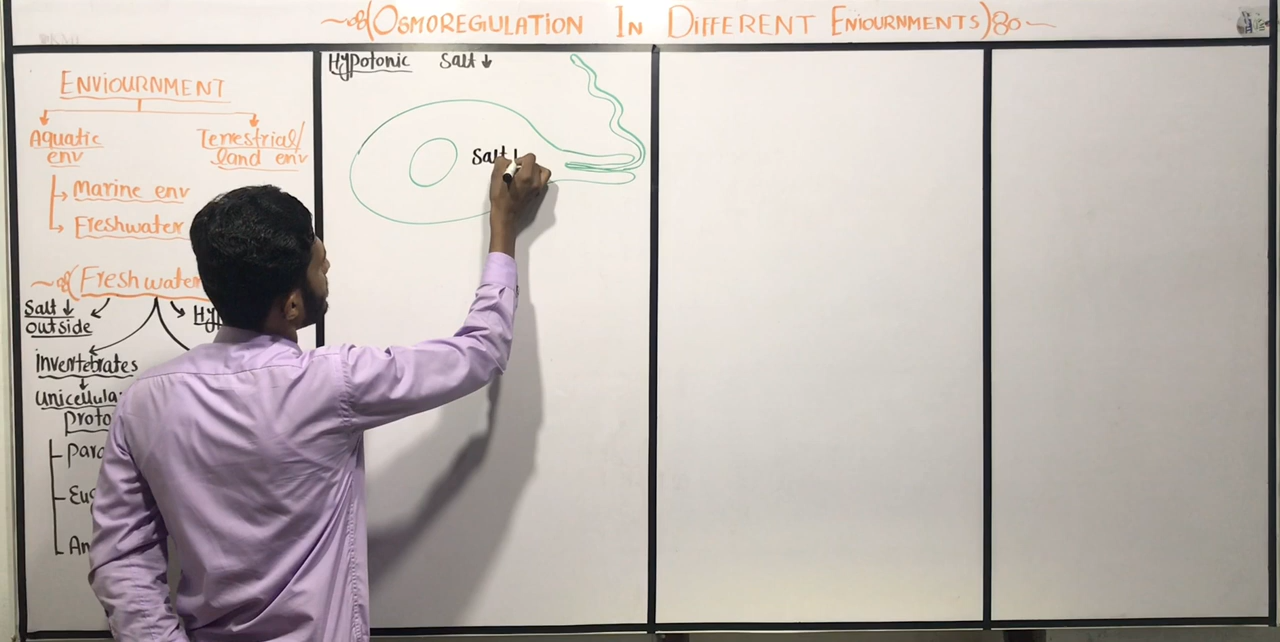 (OSMOREGULATION IN DIFFERENT ENIOURNMENTS)
ENVIOURNMENT
Aquatic env
Terrestrial/ land env
Marine env
Freshwater
(Freshwater
Salt ↓ outside
invertebrates
Hypotonic Salt ↓
Salt